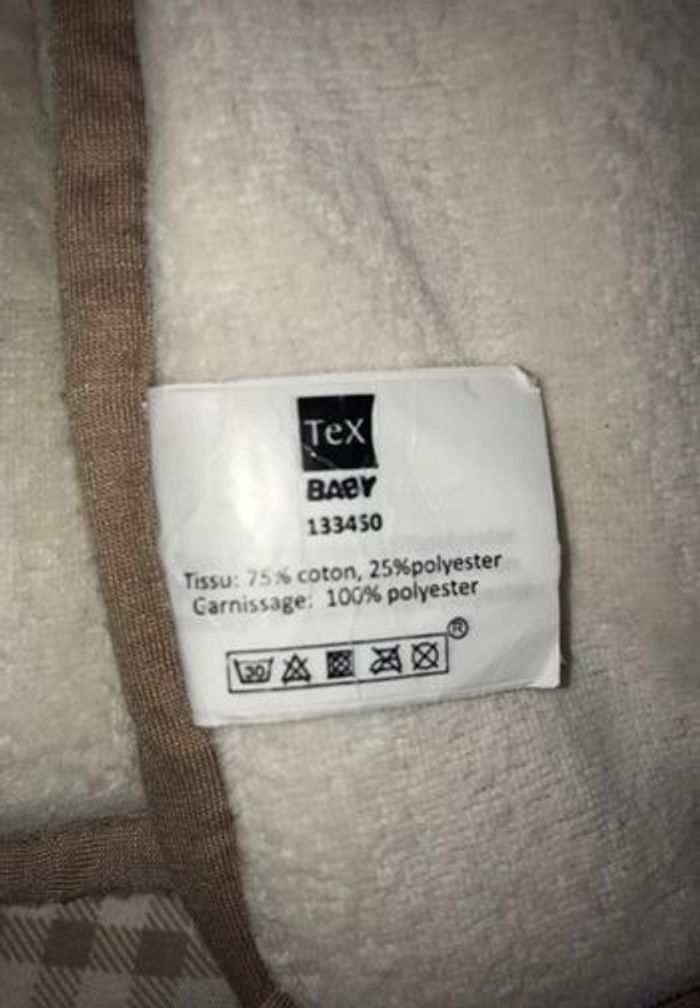 TeX
BABY
133450
Tissu: 75% coton, 25%polyester
Garnissage: 100% polyester
®
30